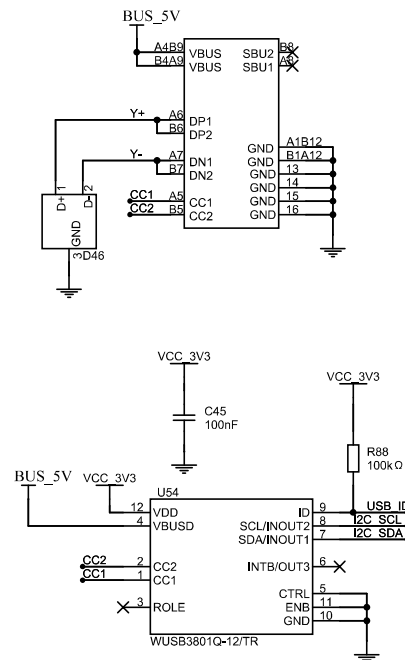 BUS_5V
A4B9 VBUS SBU2 B8
B4A9 VBUS SBU1 A8
Y+ A6 DP1
B6 DP2
Y- A7 DN1 GND A1B12
B7 DN2 GND B1A12
GND 13
GND 14
CC1 A5 CC1 GND 15
CC2 B5 CC2 GND 16
D+ 1 D- 2
GND
3 D46
VCC_3V3
C45
100nF
VCC_3V3
R88
100kΩ
BUS_5V VCC_3V3 U54
12 VDD ID 9 USB_ID
4 VBUSD SCL/INOUT2 8 I2C_SCL
SDA/INOUT1 7 I2C_SDA
CC2 2 CC2 INTB/OUT3 6
CC1 1 CC1
CTRL 5
3 ROLE ENB 11
GND 10
WUSB3801Q-12/TR